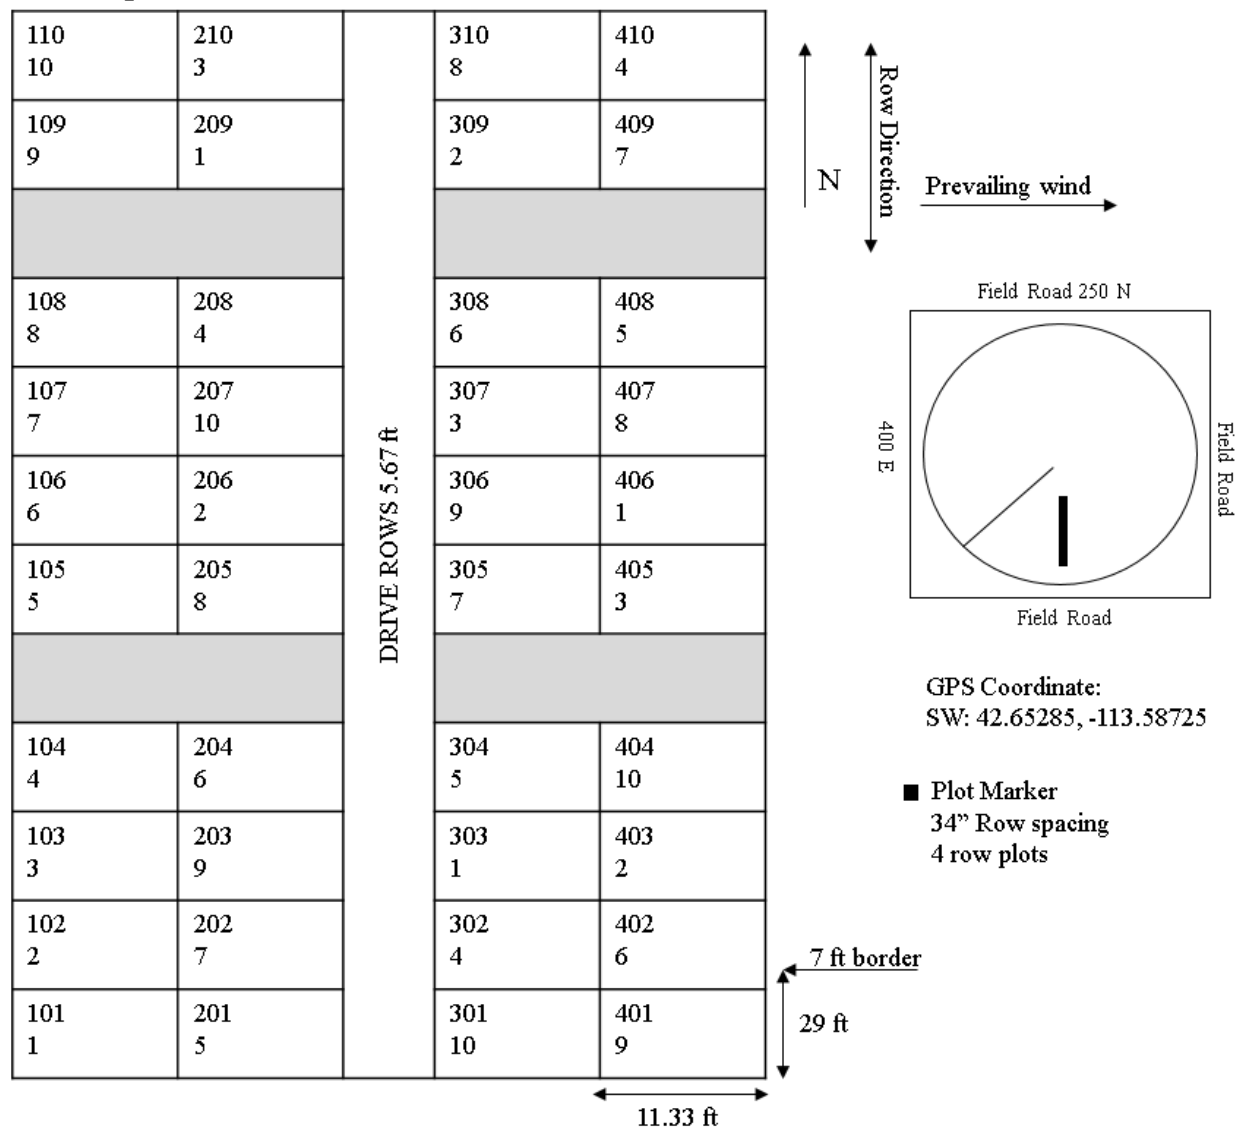 110 210 310 410
10 3 8 4
109 209 309 409
9 1 2 7
108 208 308 408
8 4 6 5
107 207 307 407
7 10 3 8
106 206 306 406
6 2 9 1
105 205 305 405
5 8 7 3
104 204 304 404
4 6 5 10
103 203 303 403
3 9 1 2
102 202 302 402
2 7 4 6
101 201 301 401
1 5 10 9
DRIVE ROWS 5.67 ft
11.33 ft
29 ft
7 ft border
N
Row Direction
Prevailing wind
Field Road 250 N
400 E
Field Road
Field Road
GPS Coordinate:
SW: 42.65285, -113.58725
Plot Marker
34” Row spacing
4 row plots